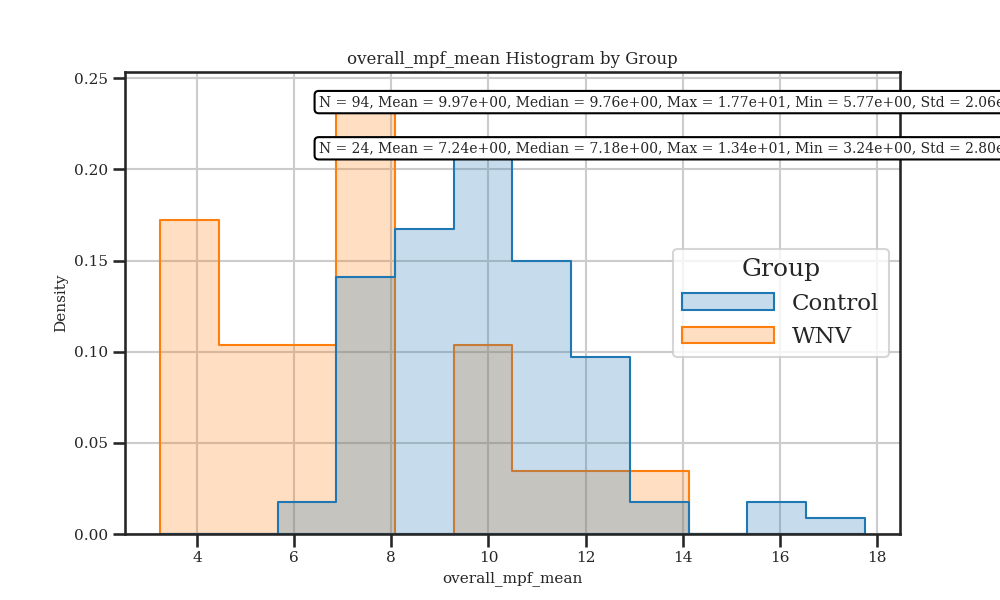 overall_mpf_mean Histogram by Group
N = 94, Mean = 9.97e+00, Median = 9.76e+00, Max = 1.77e+01, Min = 5.77e+00, Std = 2.06e
N = 24, Mean = 7.24e+00, Median = 7.18e+00, Max = 1.34e+01, Min = 3.24e+00, Std = 2.80e
0.25
0.20
0.15
0.10
0.05
0.00
Density
Group
Control
WNV
4 6 8 10 12 14 16 18
overall_mpf_mean